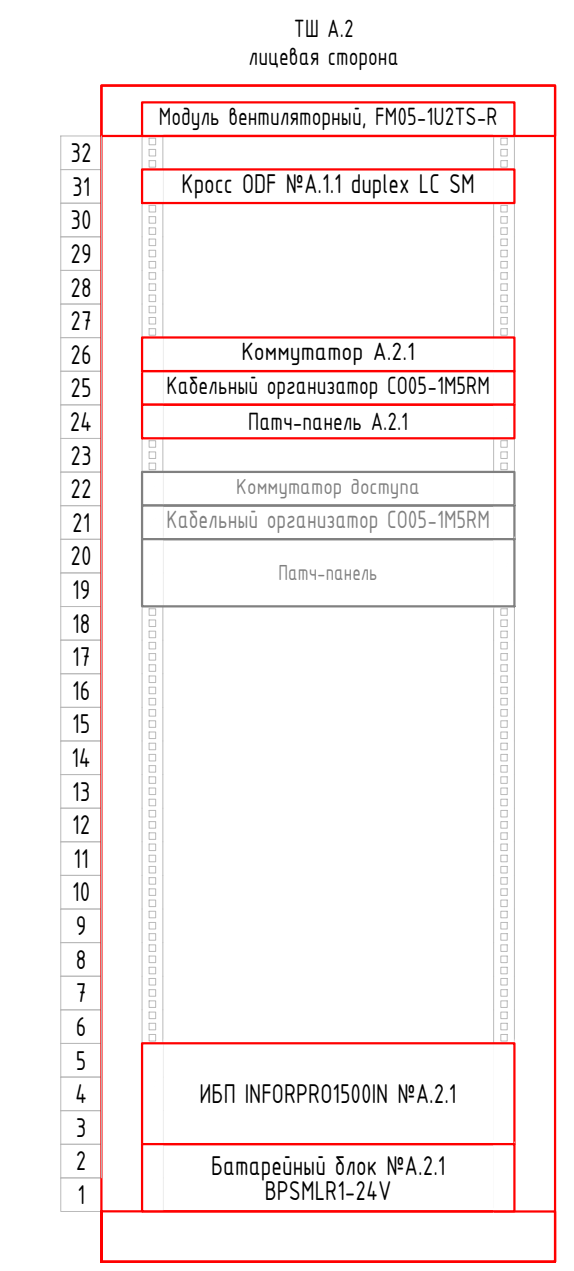 ТШ А.2
лицевая сторона
Модуль вентиляторный, FM05-1U2TS-R
32
31 Кросс ODF №А.1.1 duplex LC SM
30
29
28
27
26 Коммутатор А.2.1
25 Кабельный организатор CO05-1M5RM
24 Патч-панель А.2.1
23
22 Коммутатор доступа
21 Кабельный организатор CO05-1M5RM
20
Патч-панель
19
18
17
16
15
14
13
12
11
10
9
8
7
6
5
4 ИБП INFORPRO1500IN №А.2.1
3
2 Батарейный блок №А.2.1
1 BPSMLR1-24V